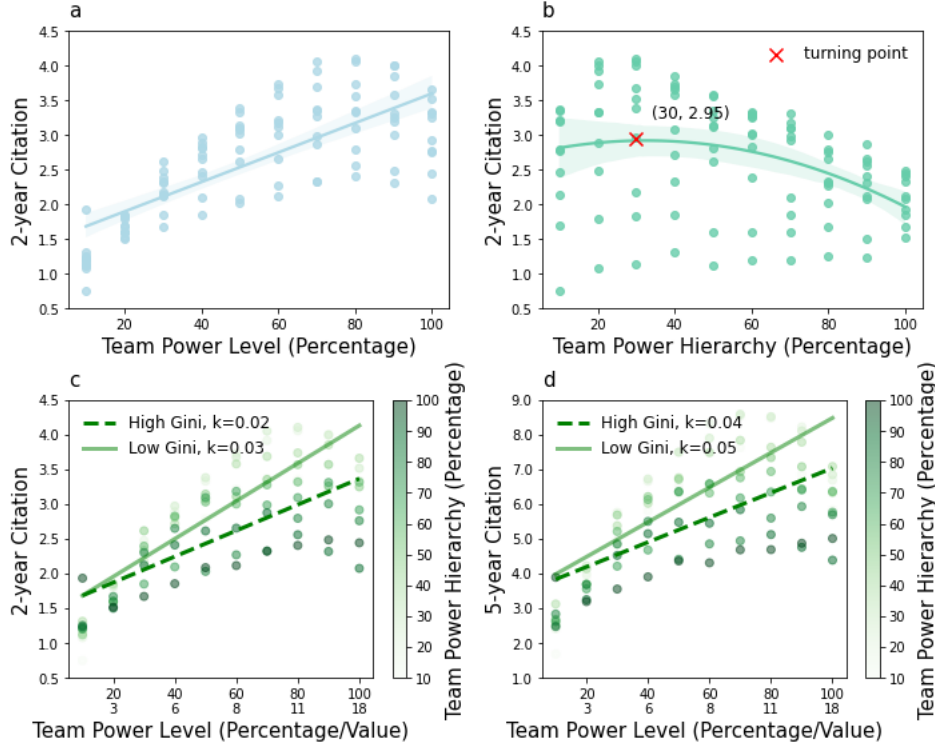 a
4.5
4.0
3.5
3.0
2.5
2.0
1.5
1.0
0.5
2-year Citation
20 40 60 80 100
Team Power Level (Percentage)
b
4.5
4.0
3.5
3.0
2.5
2.0
1.5
1.0
0.5
2-year Citation
turning point
(30, 2.95)
20 40 60 80 100
Team Power Hierarchy (Percentage)
c
4.5
4.0
3.5
3.0
2.5
2.0
1.5
1.0
0.5
2-year Citation
High Gini, k=0.02
Low Gini, k=0.03
20 40 60 80 100
3 6 8 11 18
Team Power Level (Percentage/Value)
100
90
80
70
60
50
40
30
20
10
Team Power Hierarchy (Percentage)
d
9.0
8.0
7.0
6.0
5.0
4.0
3.0
2.0
1.0
5-year Citation
High Gini, k=0.04
Low Gini, k=0.05
20 40 60 80 100
3 6 8 11 18
Team Power Level (Percentage/Value)
100
90
80
70
60
50
40
30
20
10
Team Power Hierarchy (Percentage)